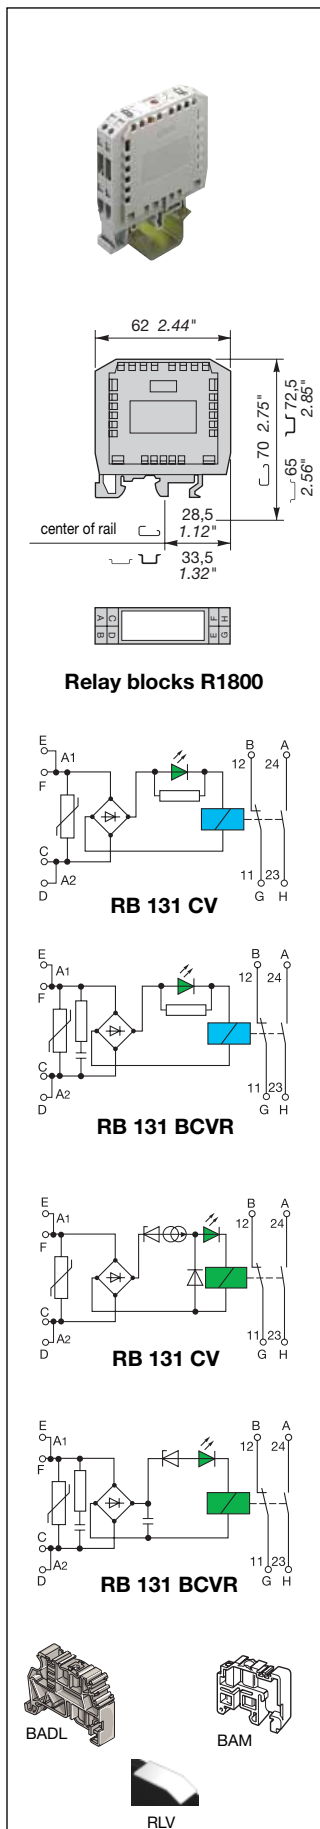 62 2.44"
70 2.75"
72,5 2.85"
65 2.56"
center of rail
28,5
1.12"
33,5
1.32"
A C F H
B D E G
Relay blocks R1800
E A1 B A
F 12 24
C
D A2 11 23
G H
RB 131 CV
E A1 B A
F 12 24
C
D A2 11 23
G H
RB 131 BCVR
E A1 B A
F 12 24
C
D A2 11 23
G H
RB 131 CV
E A1 B A
F 12 24
C
D A2 11 23
G H
RB 131 BCVR
BADL BAM
RLV